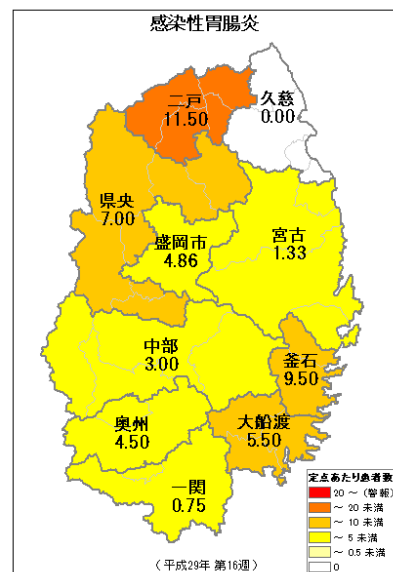 感染性胃腸炎
二戸
11.50
久慈
0.00
県央
7.00
盛岡市
4.86
宮古
1.33
中部
3.00
釜石
9.50
奥州
4.50
大船渡
5.50
一関
0.75
定点あたり患者数
20 ～ (警報)
～ 20 未満
～ 10 未満
～ 5 未満
～ 0.5 未満
0
(平成29年 第16週)